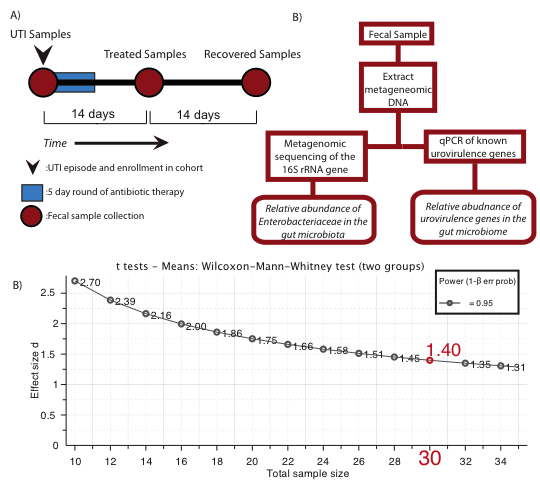 A)
UTI Samples
Treated Samples
Recovered Samples
14 days
14 days
Time
:UTI episode and enrollment in cohort
:5 day round of antibiotic therapy
:Fecal sample collection
B)
Fecal Sample
Extract
metageneomic
DNA
Metagenomic
sequencing of the
16S rRNA gene
qPCR of known
urovirulence genes
Relative abundance of
Enterobacteriaceae in the
gut microbiota
Relative abudnance of
urovirulence genes in the
gut microbiome
B)
t tests – Means: Wilcoxon–Mann–Whitney test (two groups)
Power (1-β err prob)
= 0.95
Effect size d
2.5
2
1.5
1
0.5
0
2.70
2.39
2.16
2.00
1.86
1.75
1.66
1.58
1.51
1.45
1.40
1.35
1.31
10
12
14
16
18
20
22
24
26
28
30
32
34
Total sample size